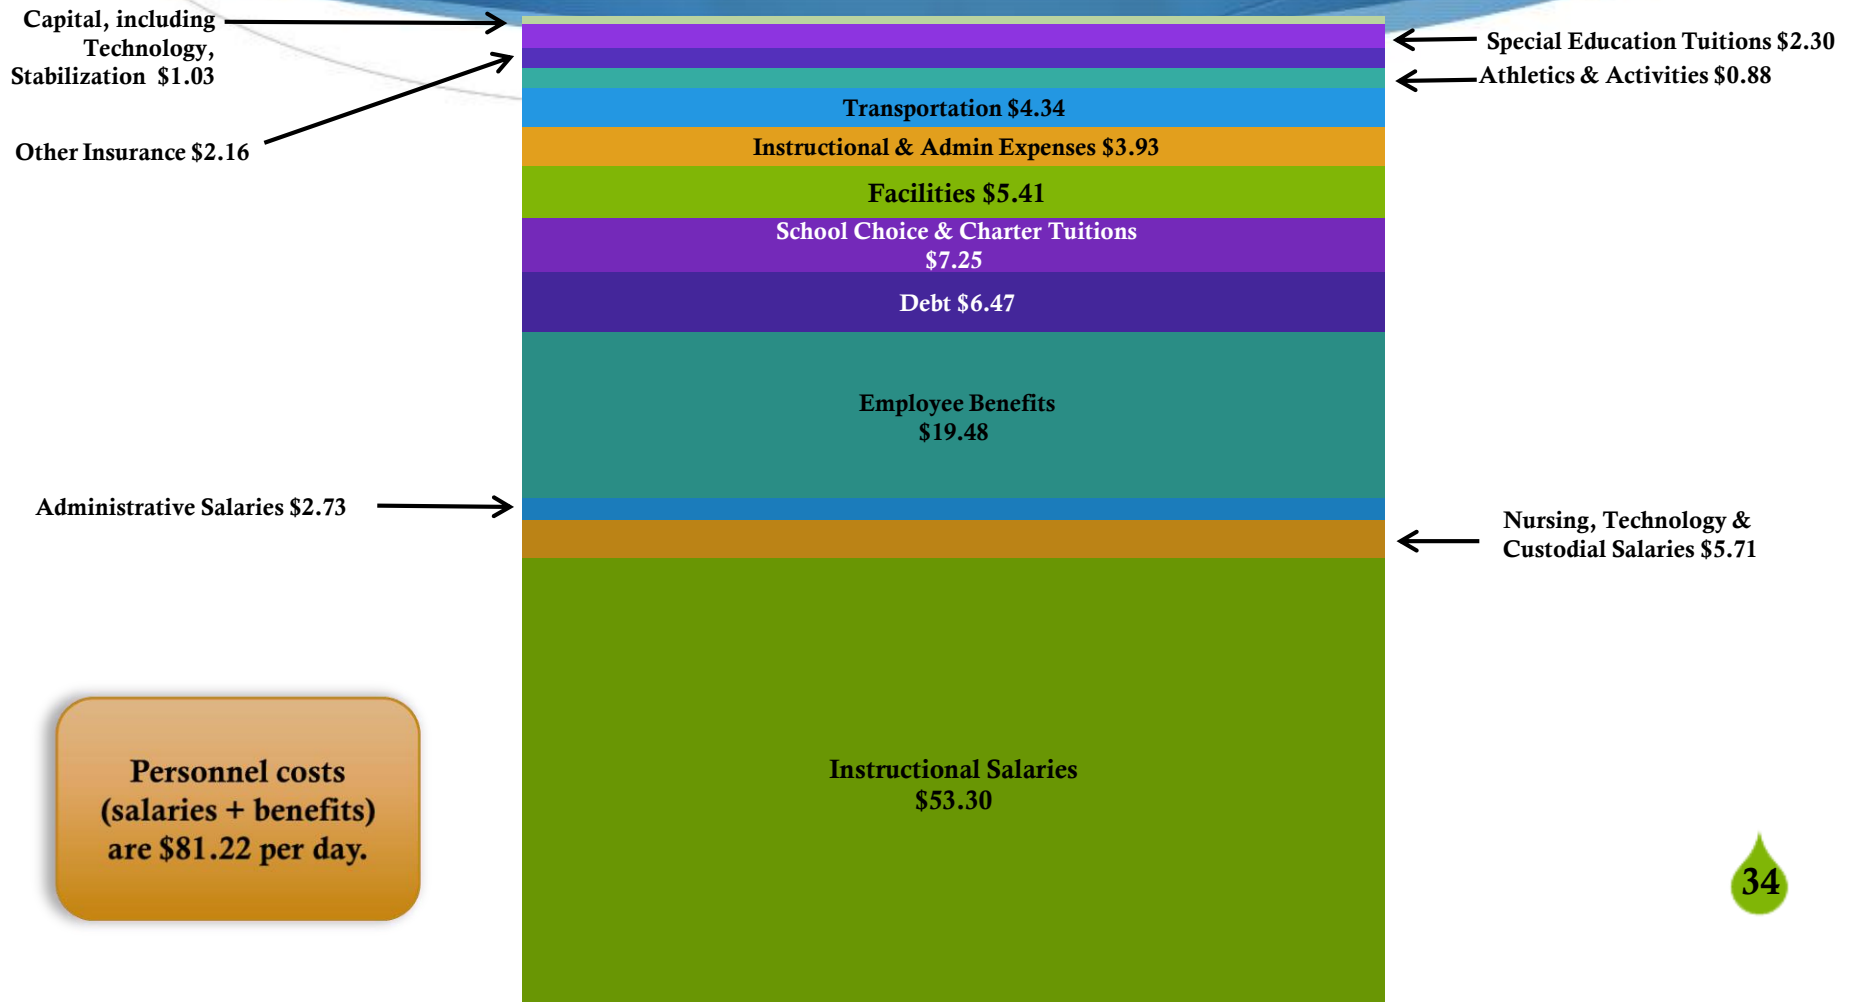 Capital, including
Technology,
Stabilization $1.03
Special Education Tuitions $2.30
Athletics & Activities $0.88
Other Insurance $2.16
Transportation $4.34
Instructional & Admin Expenses $3.93
Facilities $5.41
School Choice & Charter Tuitions
$7.25
Debt $6.47
Employee Benefits
$19.48
Administrative Salaries $2.73
Nursing, Technology &
Custodial Salaries $5.71
Instructional Salaries
$53.30
Personnel costs
(salaries + benefits)
are $81.22 per day.
34